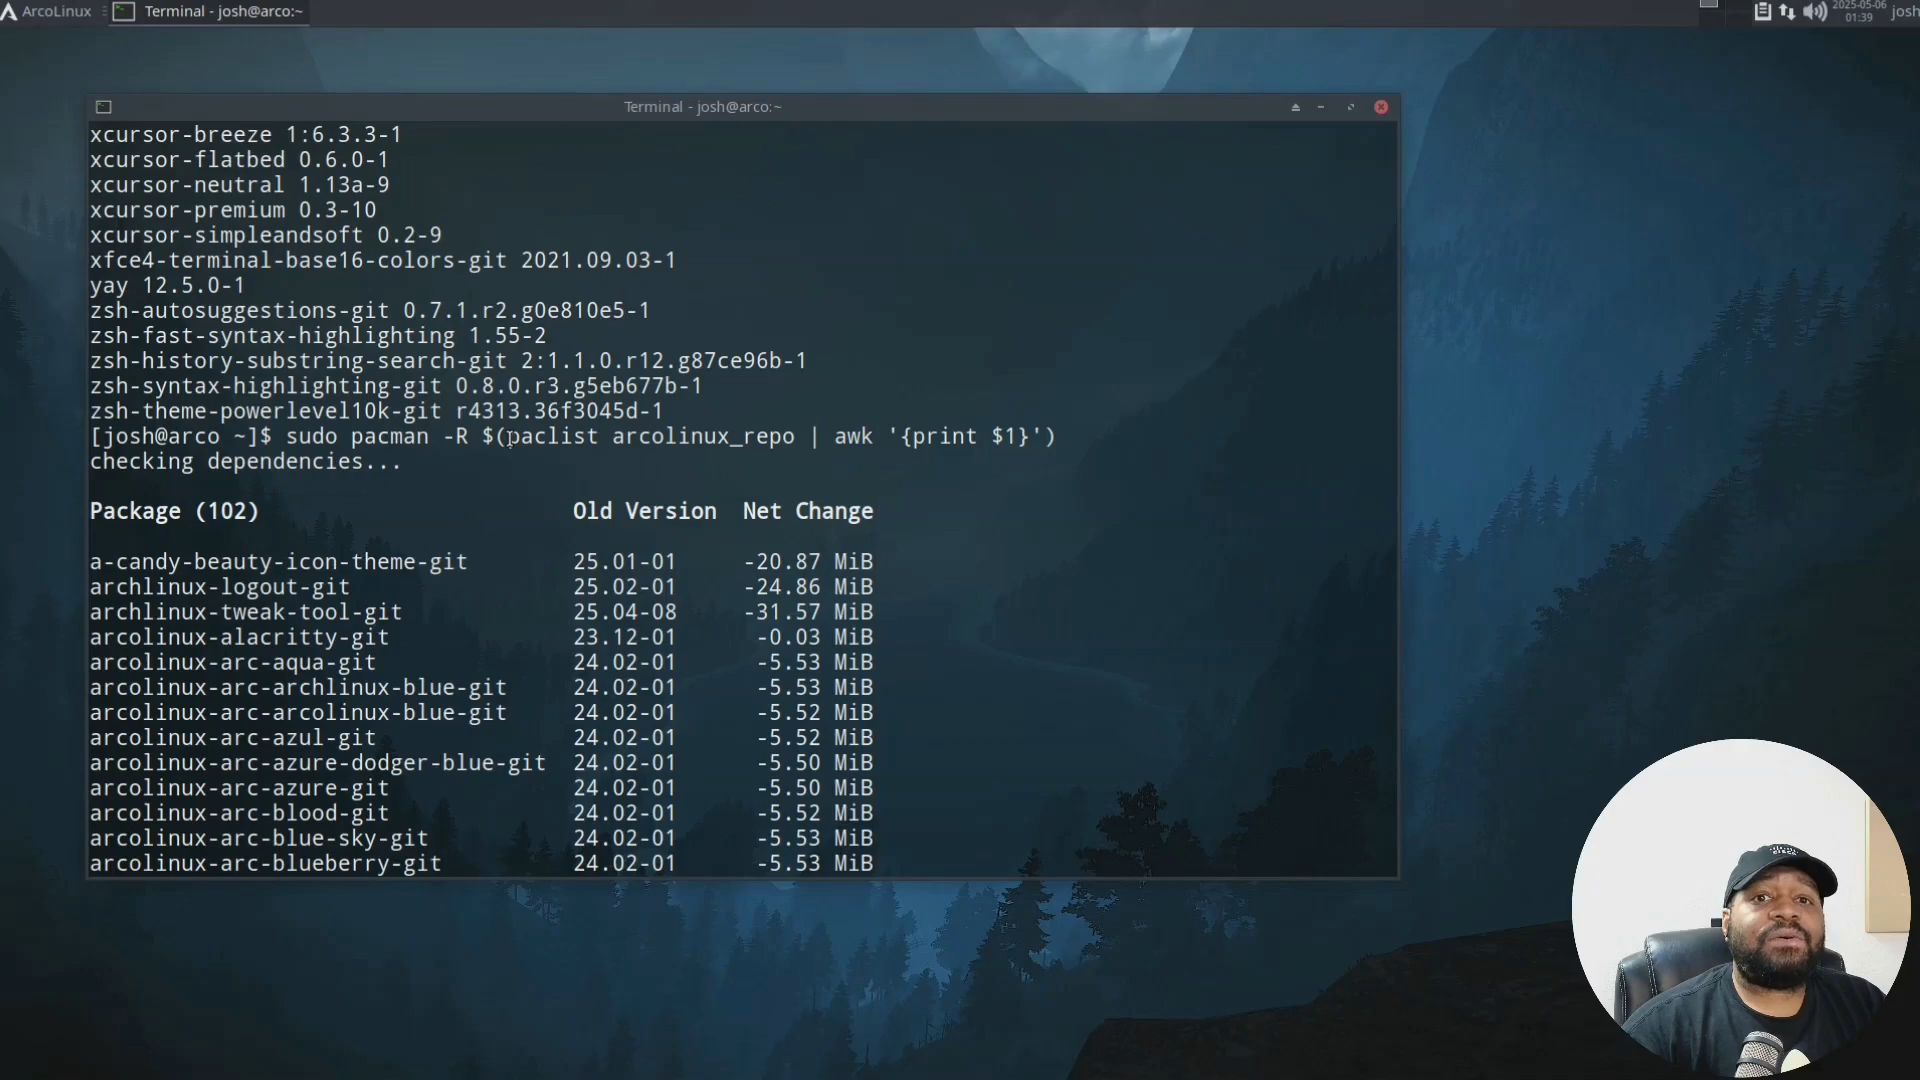 ArcoLinux
Terminal - josh@arco:~
2025-05-06
01:39
josh
Terminal - josh@arco:~
xcursor-breeze 1:6.3.3-1
xcursor-flatbed 0.6.0-1
xcursor-neutral 1.13a-9
xcursor-premium 0.3-10
xcursor-simpleandsoft 0.2-9
xfce4-terminal-base16-colors-git 2021.09.03-1
yay 12.5.0-1
zsh-autosuggestions-git 0.7.1.r2.g0e810e5-1
zsh-fast-syntax-highlighting 1.55-2
zsh-history-substring-search-git 2:1.1.0.r12.g87ce96b-1
zsh-syntax-highlighting-git 0.8.0.r3.g5eb677b-1
zsh-theme-powerlevel10k-git r4313.36f3045d-1
[josh@arco ~]$ sudo pacman -R $(paclist arcolinux_repo | awk '{print $1}')
checking dependencies...
Package (102) Old Version Net Change
a-candy-beauty-icon-theme-git 25.01-01 -20.87 MiB
archlinux-logout-git 25.02-01 -24.86 MiB
archlinux-tweak-tool-git 25.04-08 -31.57 MiB
arcolinux-alacritty-git 23.12-01 -0.03 MiB
arcolinux-arc-aqua-git 24.02-01 -5.53 MiB
arcolinux-arc-archlinux-blue-git 24.02-01 -5.53 MiB
arcolinux-arc-arcolinux-blue-git 24.02-01 -5.52 MiB
arcolinux-arc-azul-git 24.02-01 -5.52 MiB
arcolinux-arc-azure-dodger-blue-git 24.02-01 -5.50 MiB
arcolinux-arc-azure-git 24.02-01 -5.50 MiB
arcolinux-arc-blood-git 24.02-01 -5.52 MiB
arcolinux-arc-blue-sky-git 24.02-01 -5.53 MiB
arcolinux-arc-blueberry-git 24.02-01 -5.53 MiB